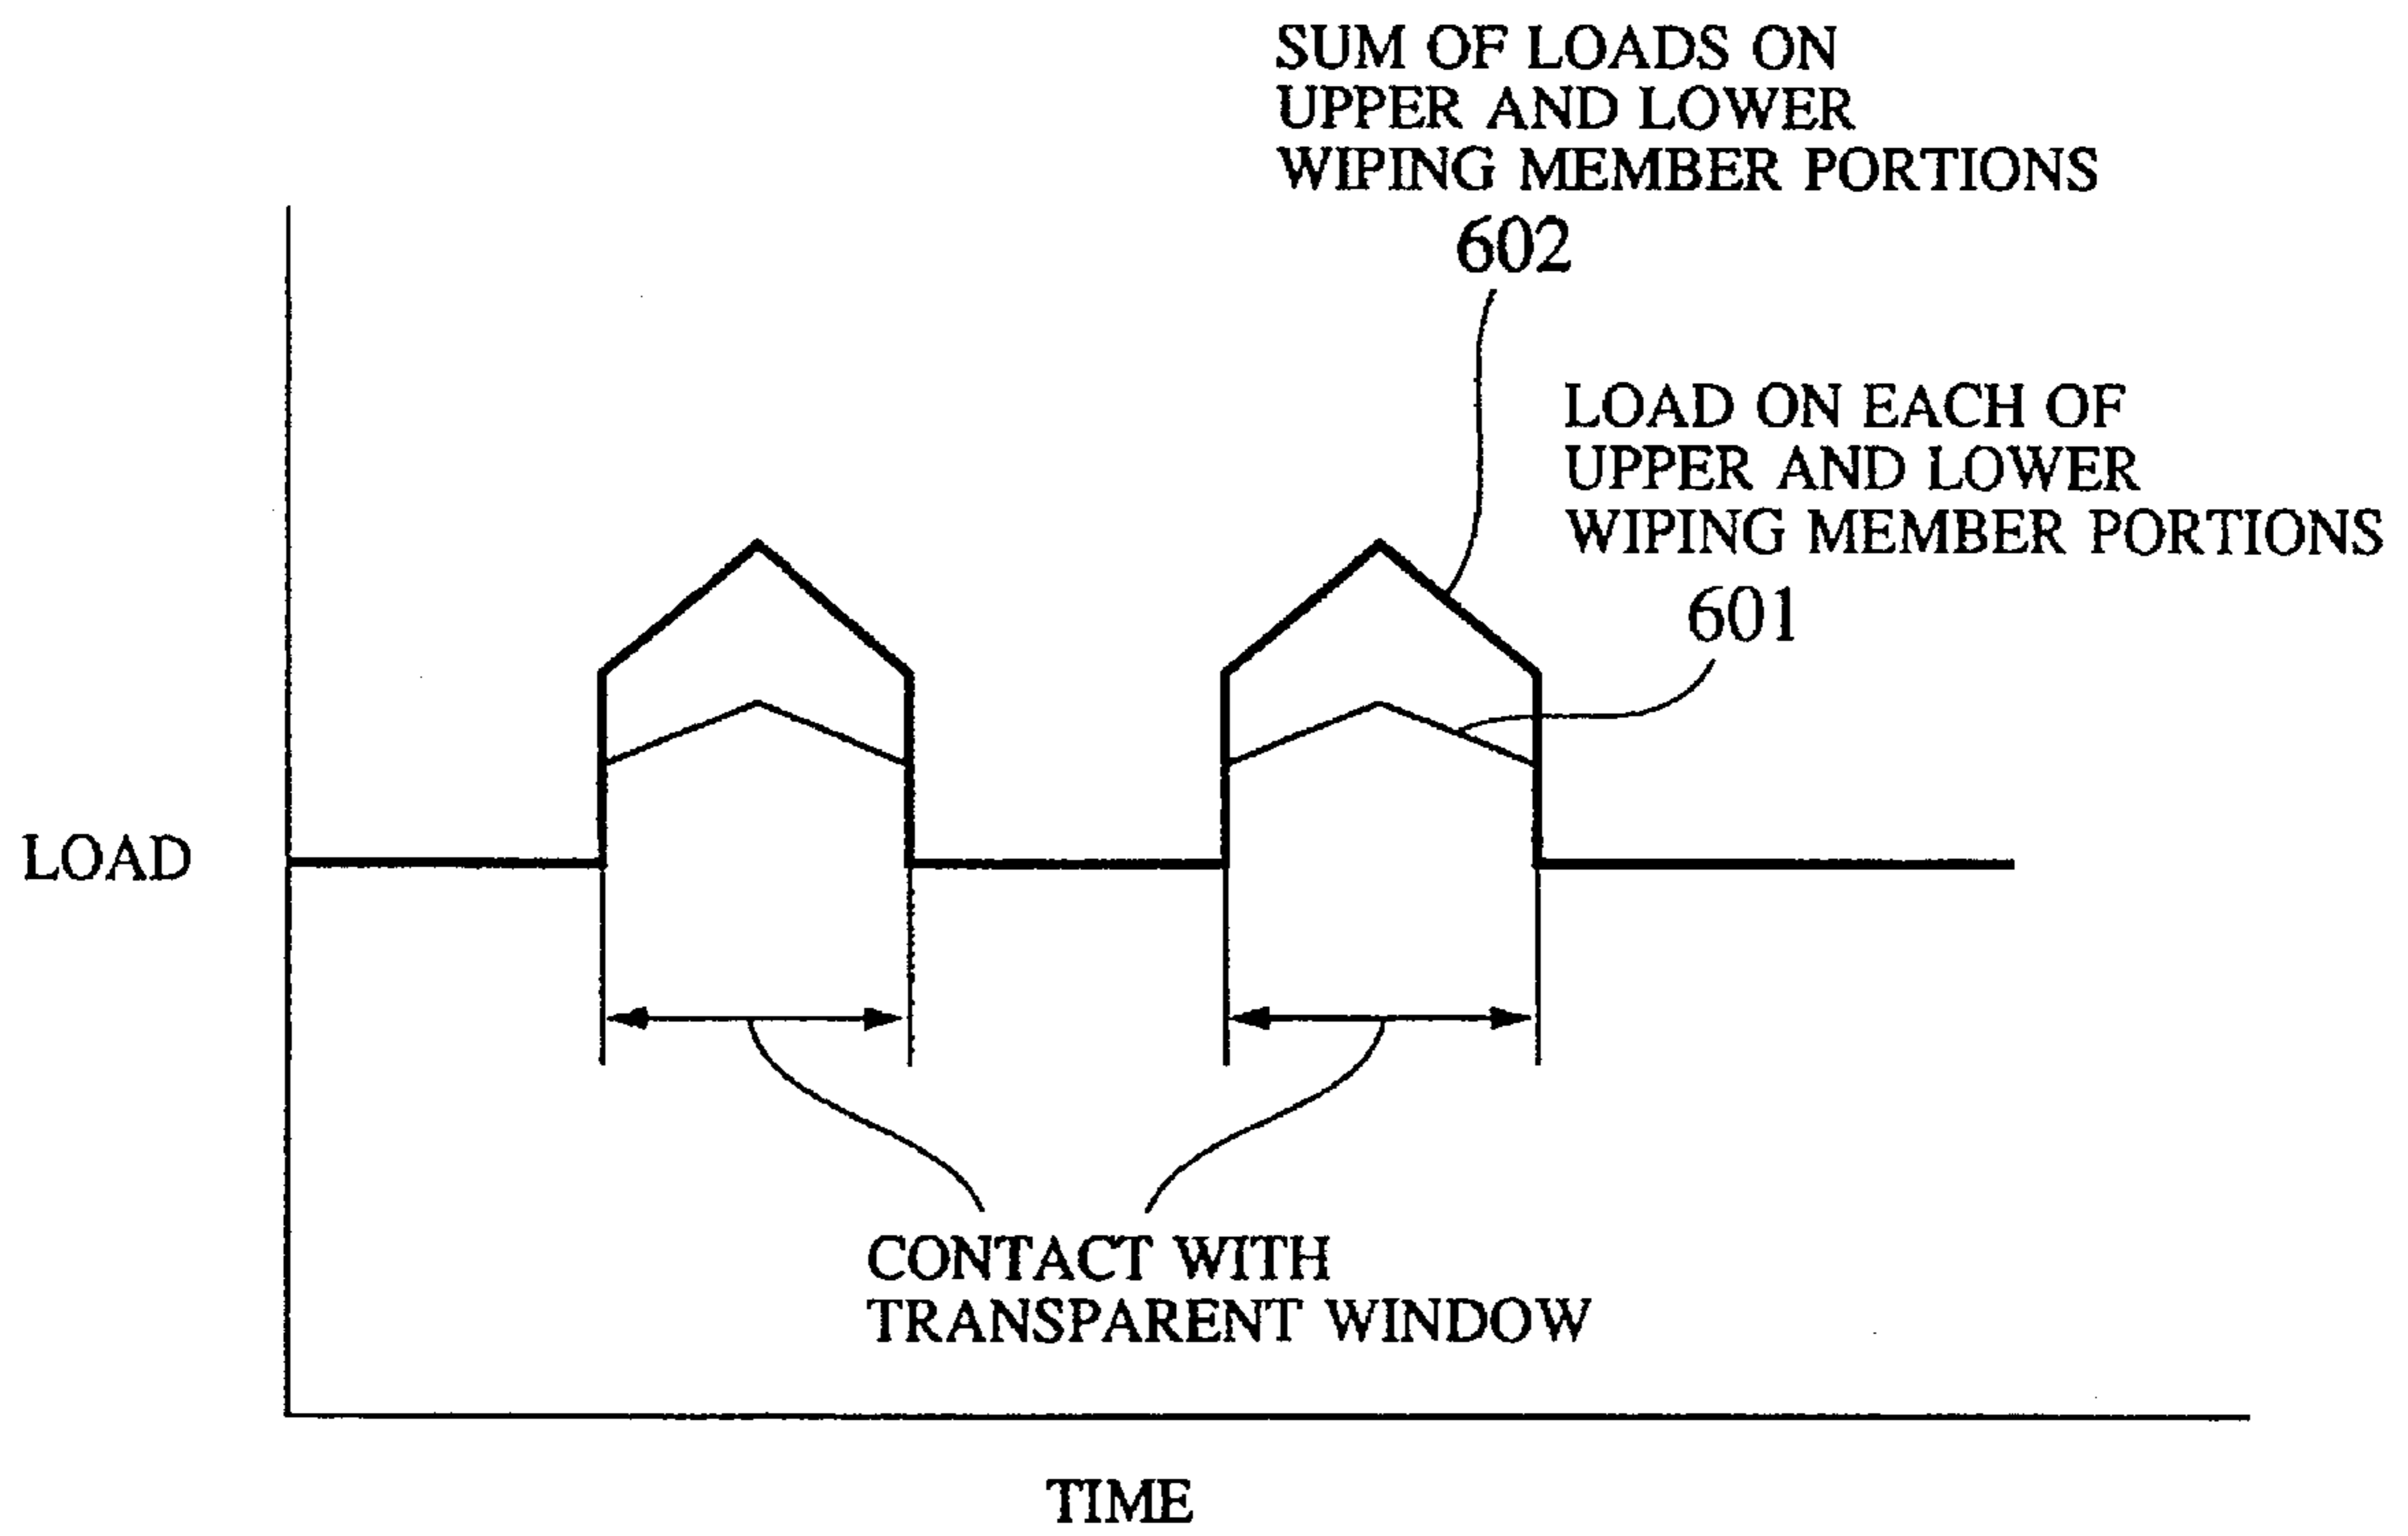 SUM OF LOADS ON
UPPER AND LOWER
WIPING MEMBER PORTIONS
602
LOAD ON EACH OF
UPPER AND LOWER
WIPING MEMBER PORTIONS
601
LOAD
CONTACT WITH
TRANSPARENT WINDOW
TIME